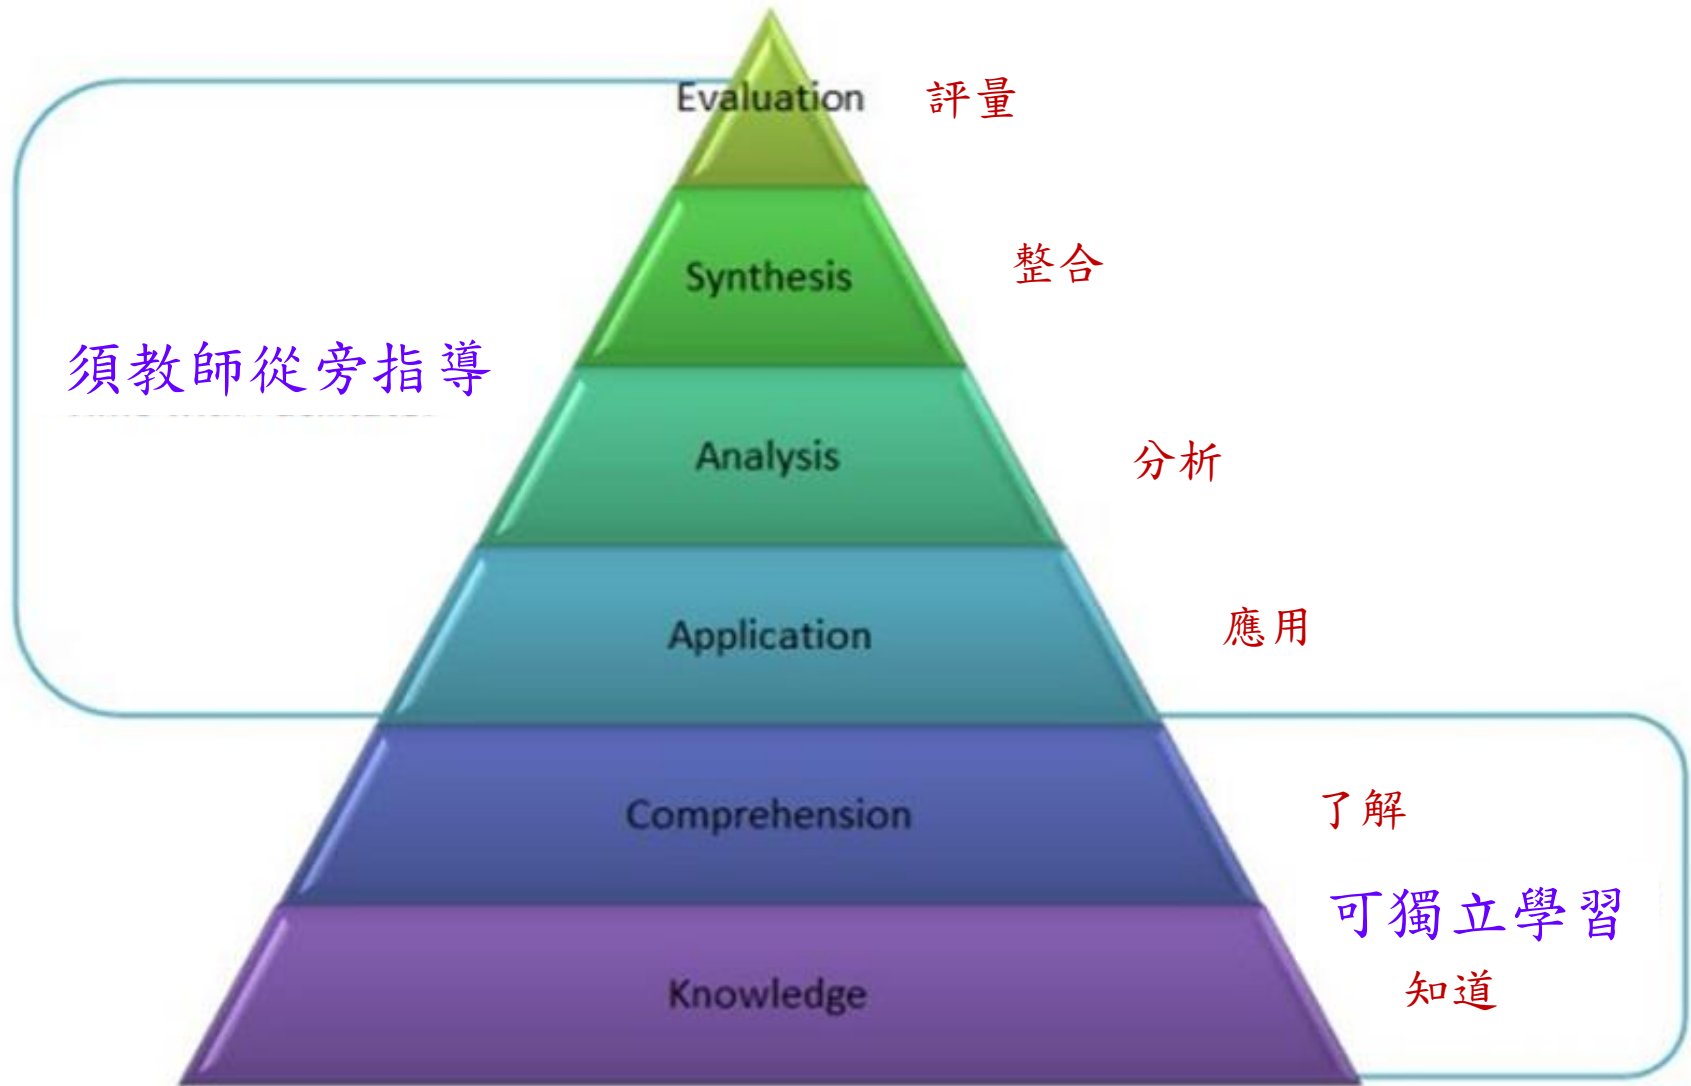 Evaluation 評量
Synthesis 整合
須教師從旁指導
Analysis 分析
Application 應用
Comprehension 了解
可獨立學習
Knowledge 知道